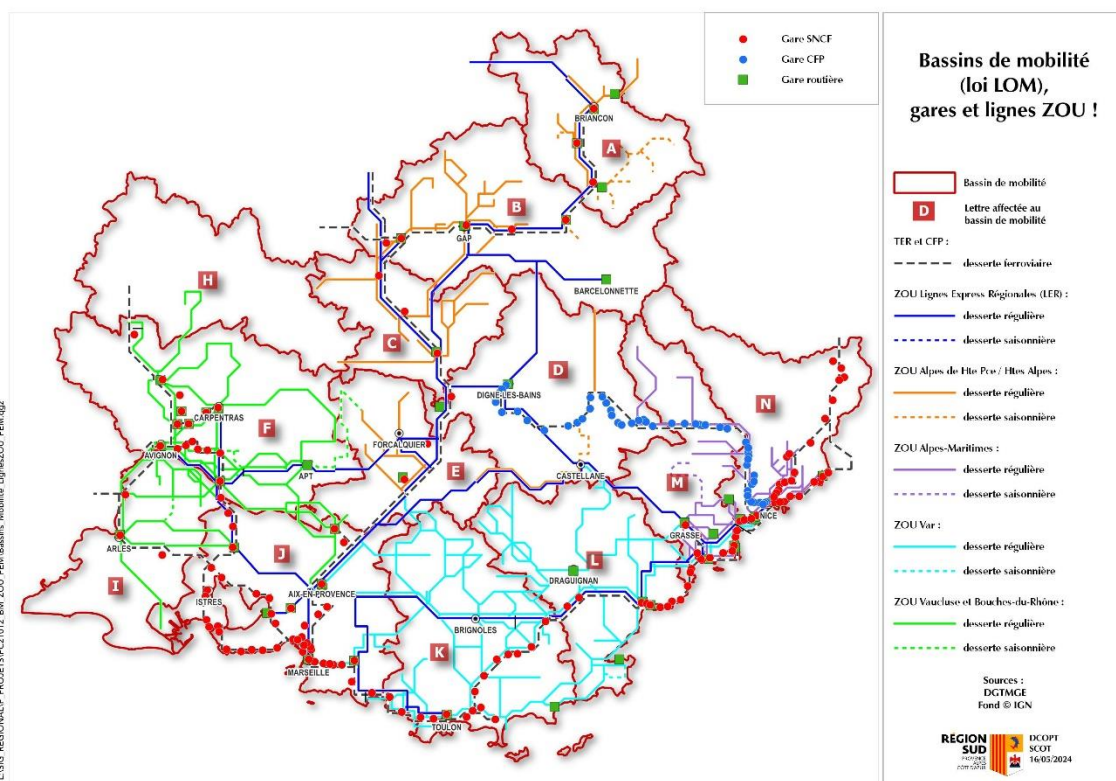 Gare SNCF
Gare CFP
Gare routière
BRIANCON
A
B
GAP
BARCELONNETTE
H
C
D
DIGNE-LES-BAINS
N
CARPENTRAS
F
FORCALQUIER
AVIGNON
APT
E
CASTELLANE
M
NICE
GRASSE
ARLES
J
I
ISTRES
AIX-EN-PROVENCE
DRAGUIGNAN
L
BRIGNOLES
K
MARSEILLE
TOULON
Bassins de mobilité
(loi LOM),
gares et lignes ZOU !
Bassin de mobilité
D
Lettre affectée au
bassin de mobilité
TER et CFP :
desserte ferroviaire
ZOU Lignes Express Régionales (LER) :
desserte régulière
desserte saisonnière
ZOU Alpes de Hte Pce / Htes Alpes :
desserte régulière
desserte saisonnière
ZOU Alpes-Maritimes :
desserte régulière
desserte saisonnière
ZOU Var :
desserte régulière
desserte saisonnière
ZOU Vaucluse et Bouches-du-Rhône :
desserte régulière
desserte saisonnière
Sources :
DGTMGE
Fond © IGN
RÉGION
SUD
PROVENCE
ALPES
CÔTE D'AZUR
DCOPT
SCOT
16/05/2024